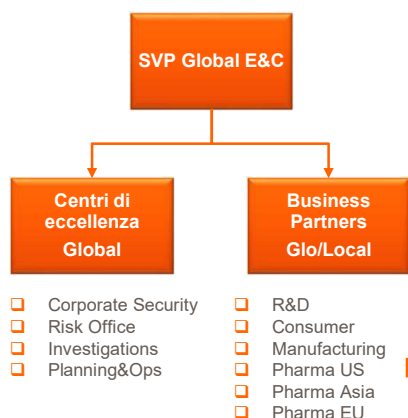 SVP Global E&C
Centri di
eccellenza
Global
Business
Partners
Glo/Local
Corporate Security
Risk Office
Investigations
Planning&Ops
R&D
Consumer
Manufacturing
Pharma US
Pharma Asia
Pharma EU